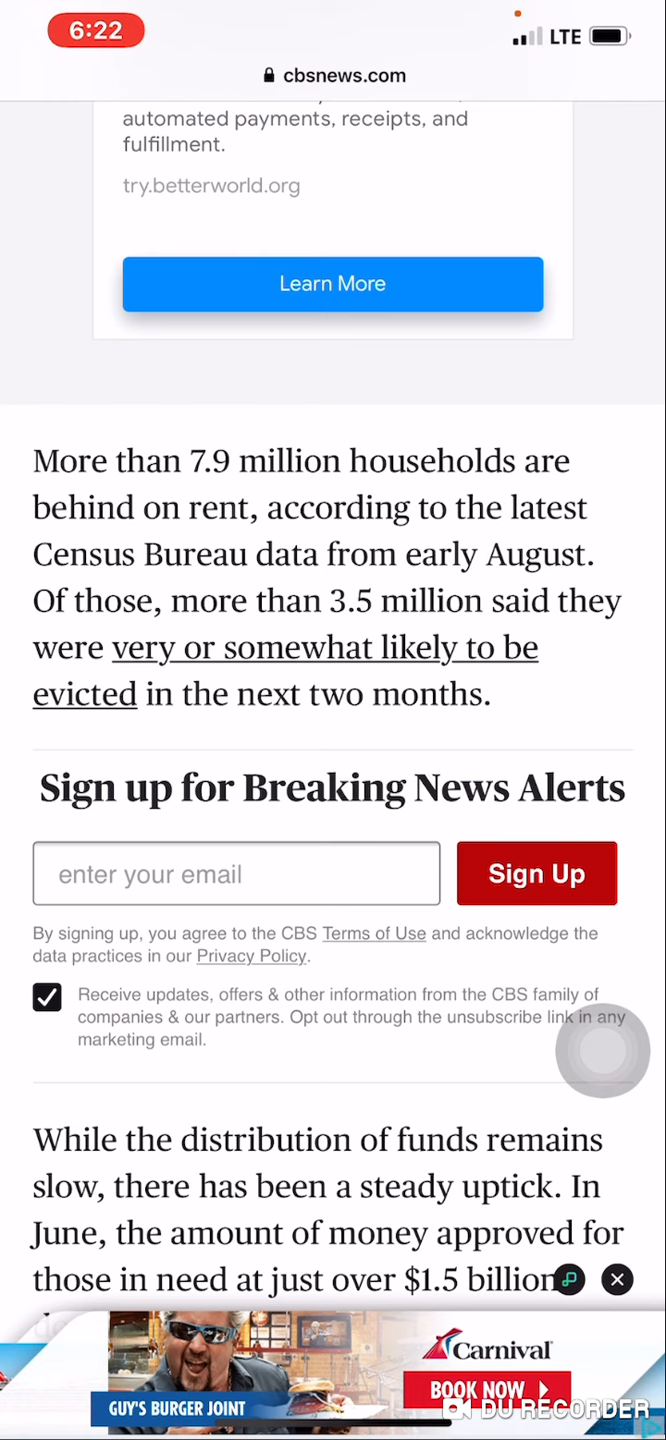 6:22
LTE
cbsnews.com
automated payments, receipts, and
fulfillment.
try.betterworld.org
Learn More
More than 7.9 million households are
behind on rent, according to the latest
Census Bureau data from early August.
Of those, more than 3.5 million said they
were very or somewhat likely to be
evicted in the next two months.
Sign up for Breaking News Alerts
enter your email
Sign Up
By signing up, you agree to the CBS Terms of Use and acknowledge the
data practices in our Privacy Policy.
Receive updates, offers & other information from the CBS family of
companies & our partners. Opt out through the unsubscribe link in any
marketing email.
While the distribution of funds remains
slow, there has been a steady uptick. In
June, the amount of money approved for
those in need at just over $1.5 billion
Carnival
BOOK NOW
GUY'S BURGER JOINT
DU RECORDER